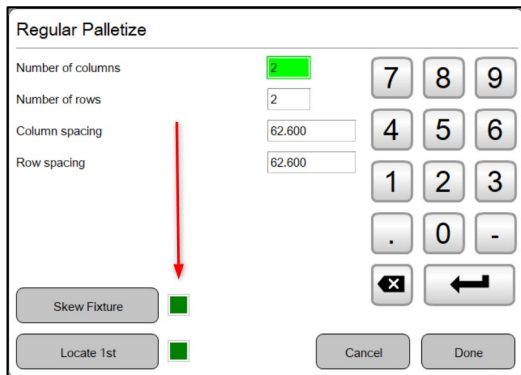 Regular Palletize
Number of columns 2
Number of rows 2
Column spacing 62.600
Row spacing 62.600
7 8 9
4 5 6
1 2 3
. 0 -
Skew Fixture
Locate 1st
Cancel Done